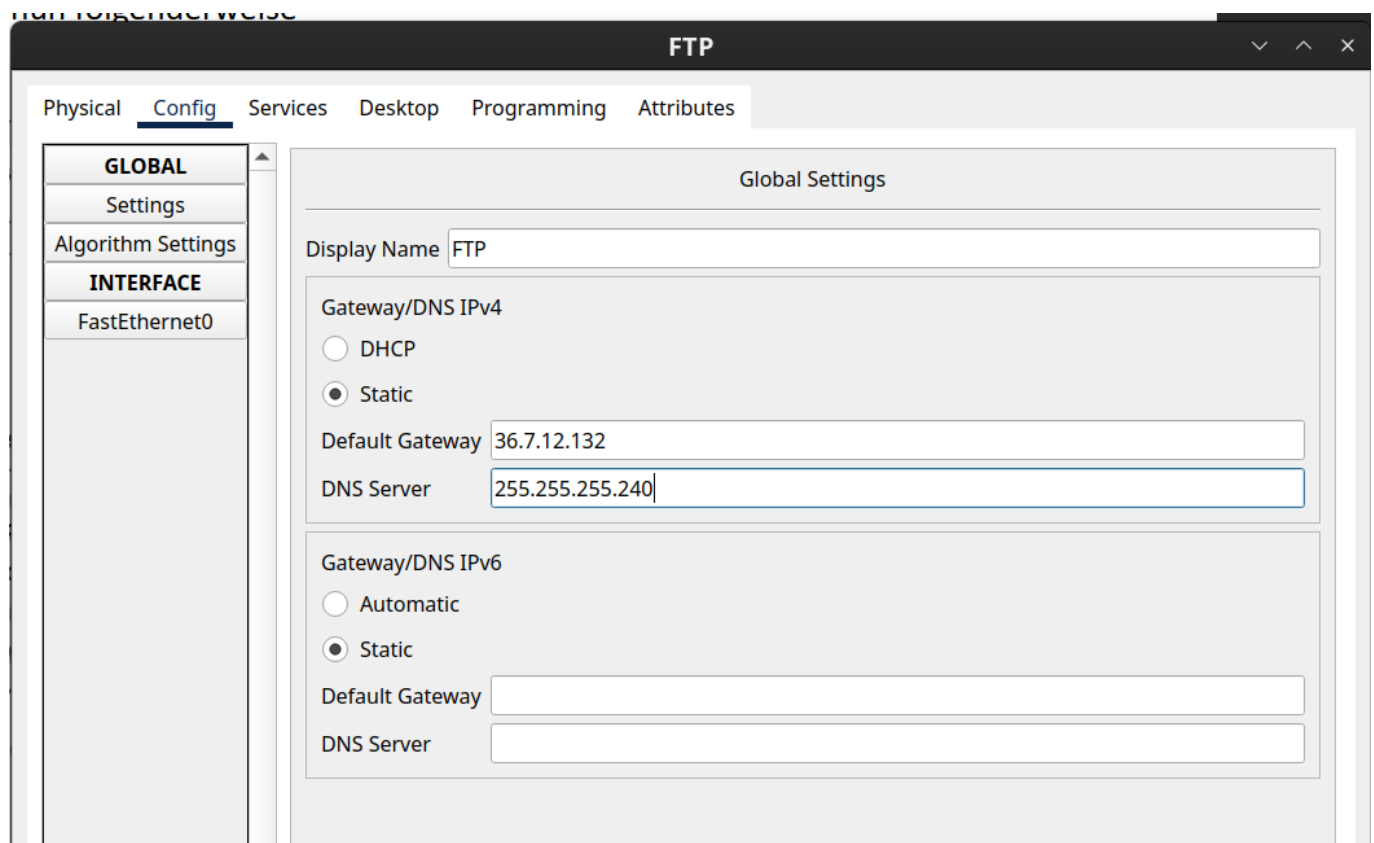 nun folgenderweise
FTP
Physical Config Services Desktop Programming Attributes
GLOBAL
Settings
Algorithm Settings
INTERFACE
FastEthernet0
Global Settings
Display Name FTP
Gateway/DNS IPv4
DHCP
Static
Default Gateway 36.7.12.132
DNS Server 255.255.255.240
Gateway/DNS IPv6
Automatic
Static
Default Gateway
DNS Server